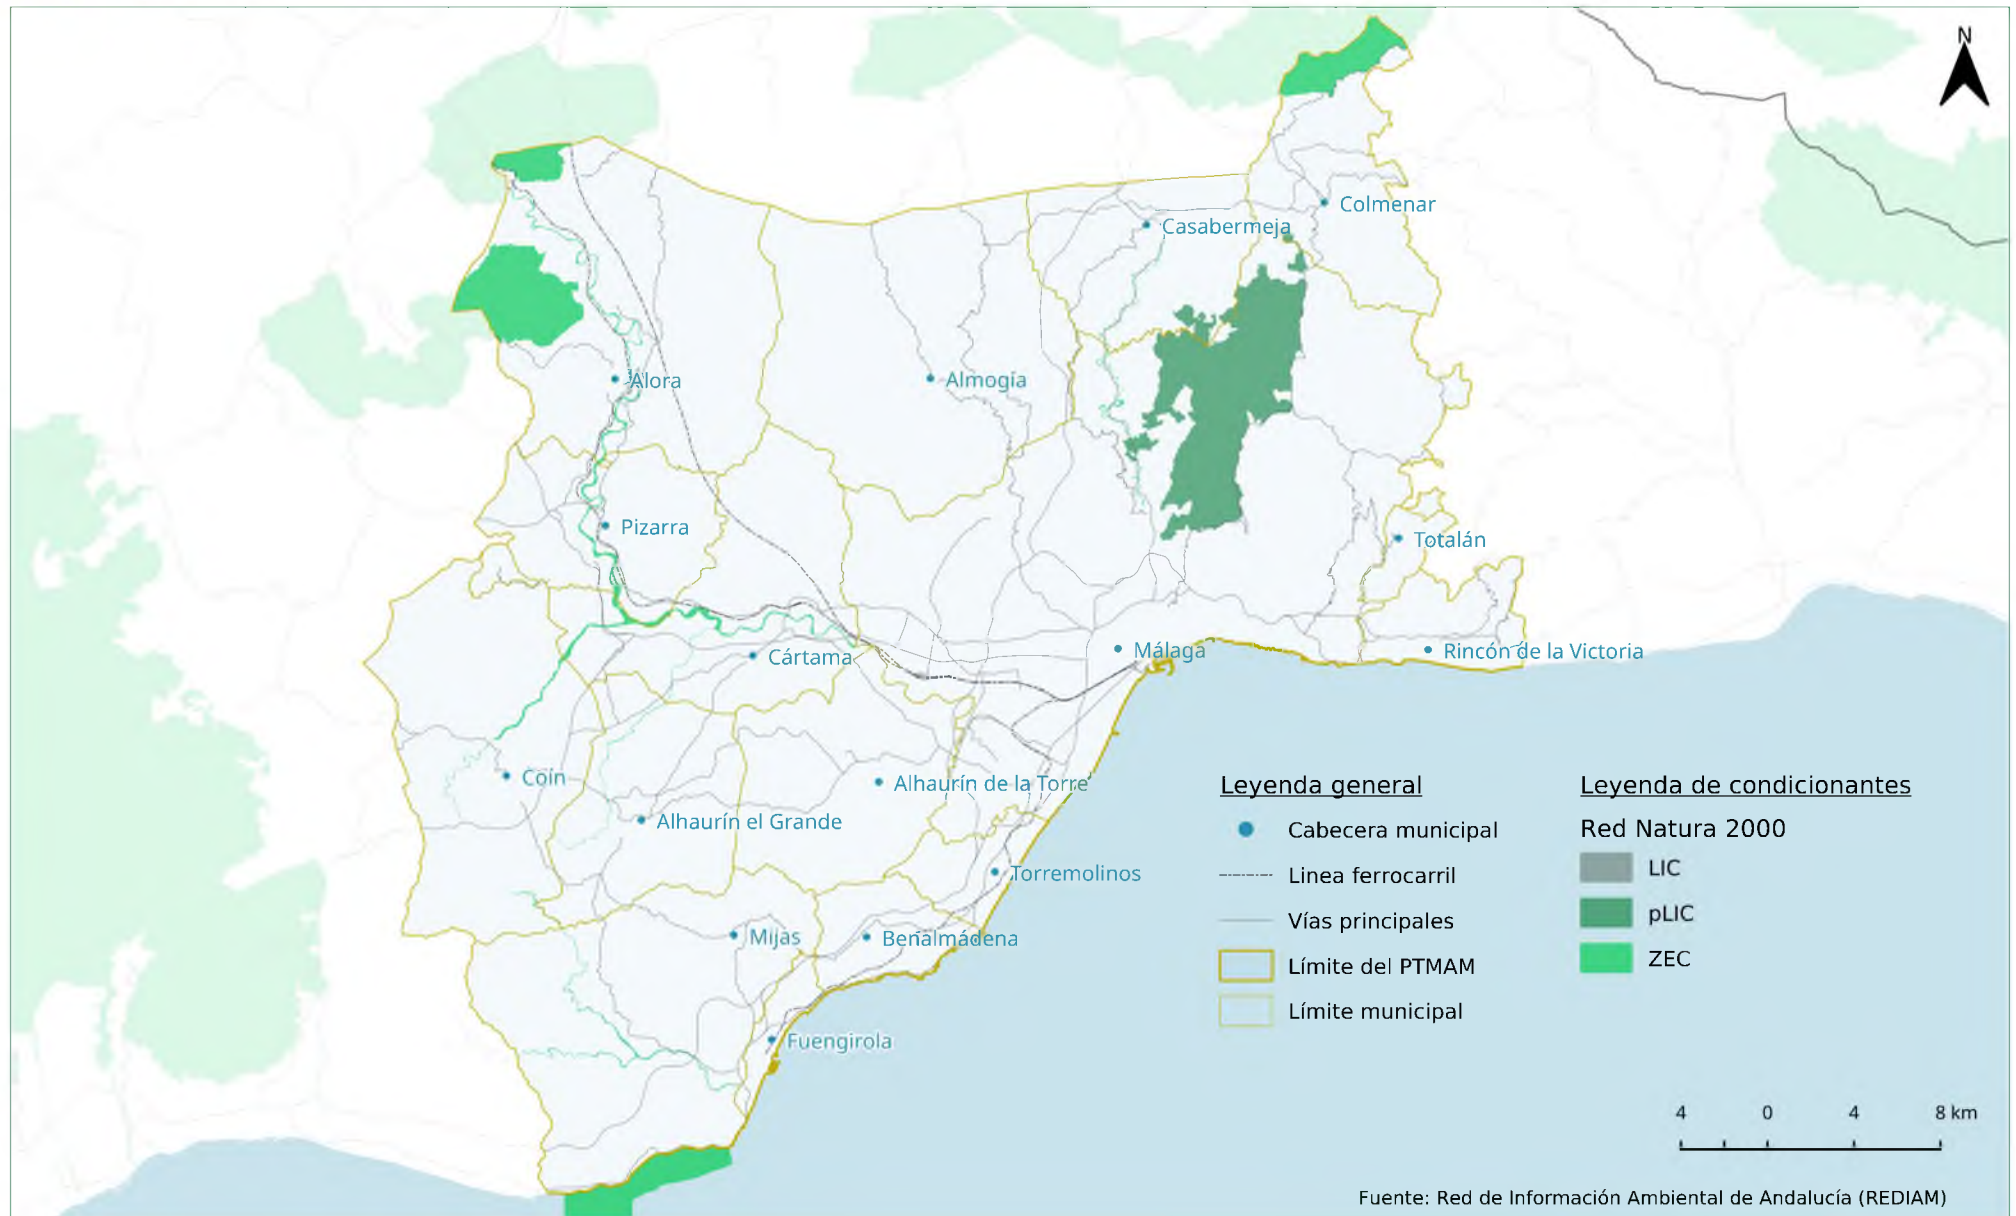 N
Colmenar
Casabermeja
Alora
Almogía
Pizarra
Totalán
Málaga
Rincón de la Victoria
Cártama
Coín
Alhaurín de la Torre
Alhaurín el Grande
Torremolinos
Mijas
Benalmádena
Fuengirola
Leyenda general
Cabecera municipal
Linea ferrocarril
Vías principales
Límite del PTMAM
Límite municipal
Leyenda de condicionantes
Red Natura 2000
LIC
pLIC
ZEC
4 0 4 8 km
Fuente: Red de Información Ambiental de Andalucía (REDIAM)